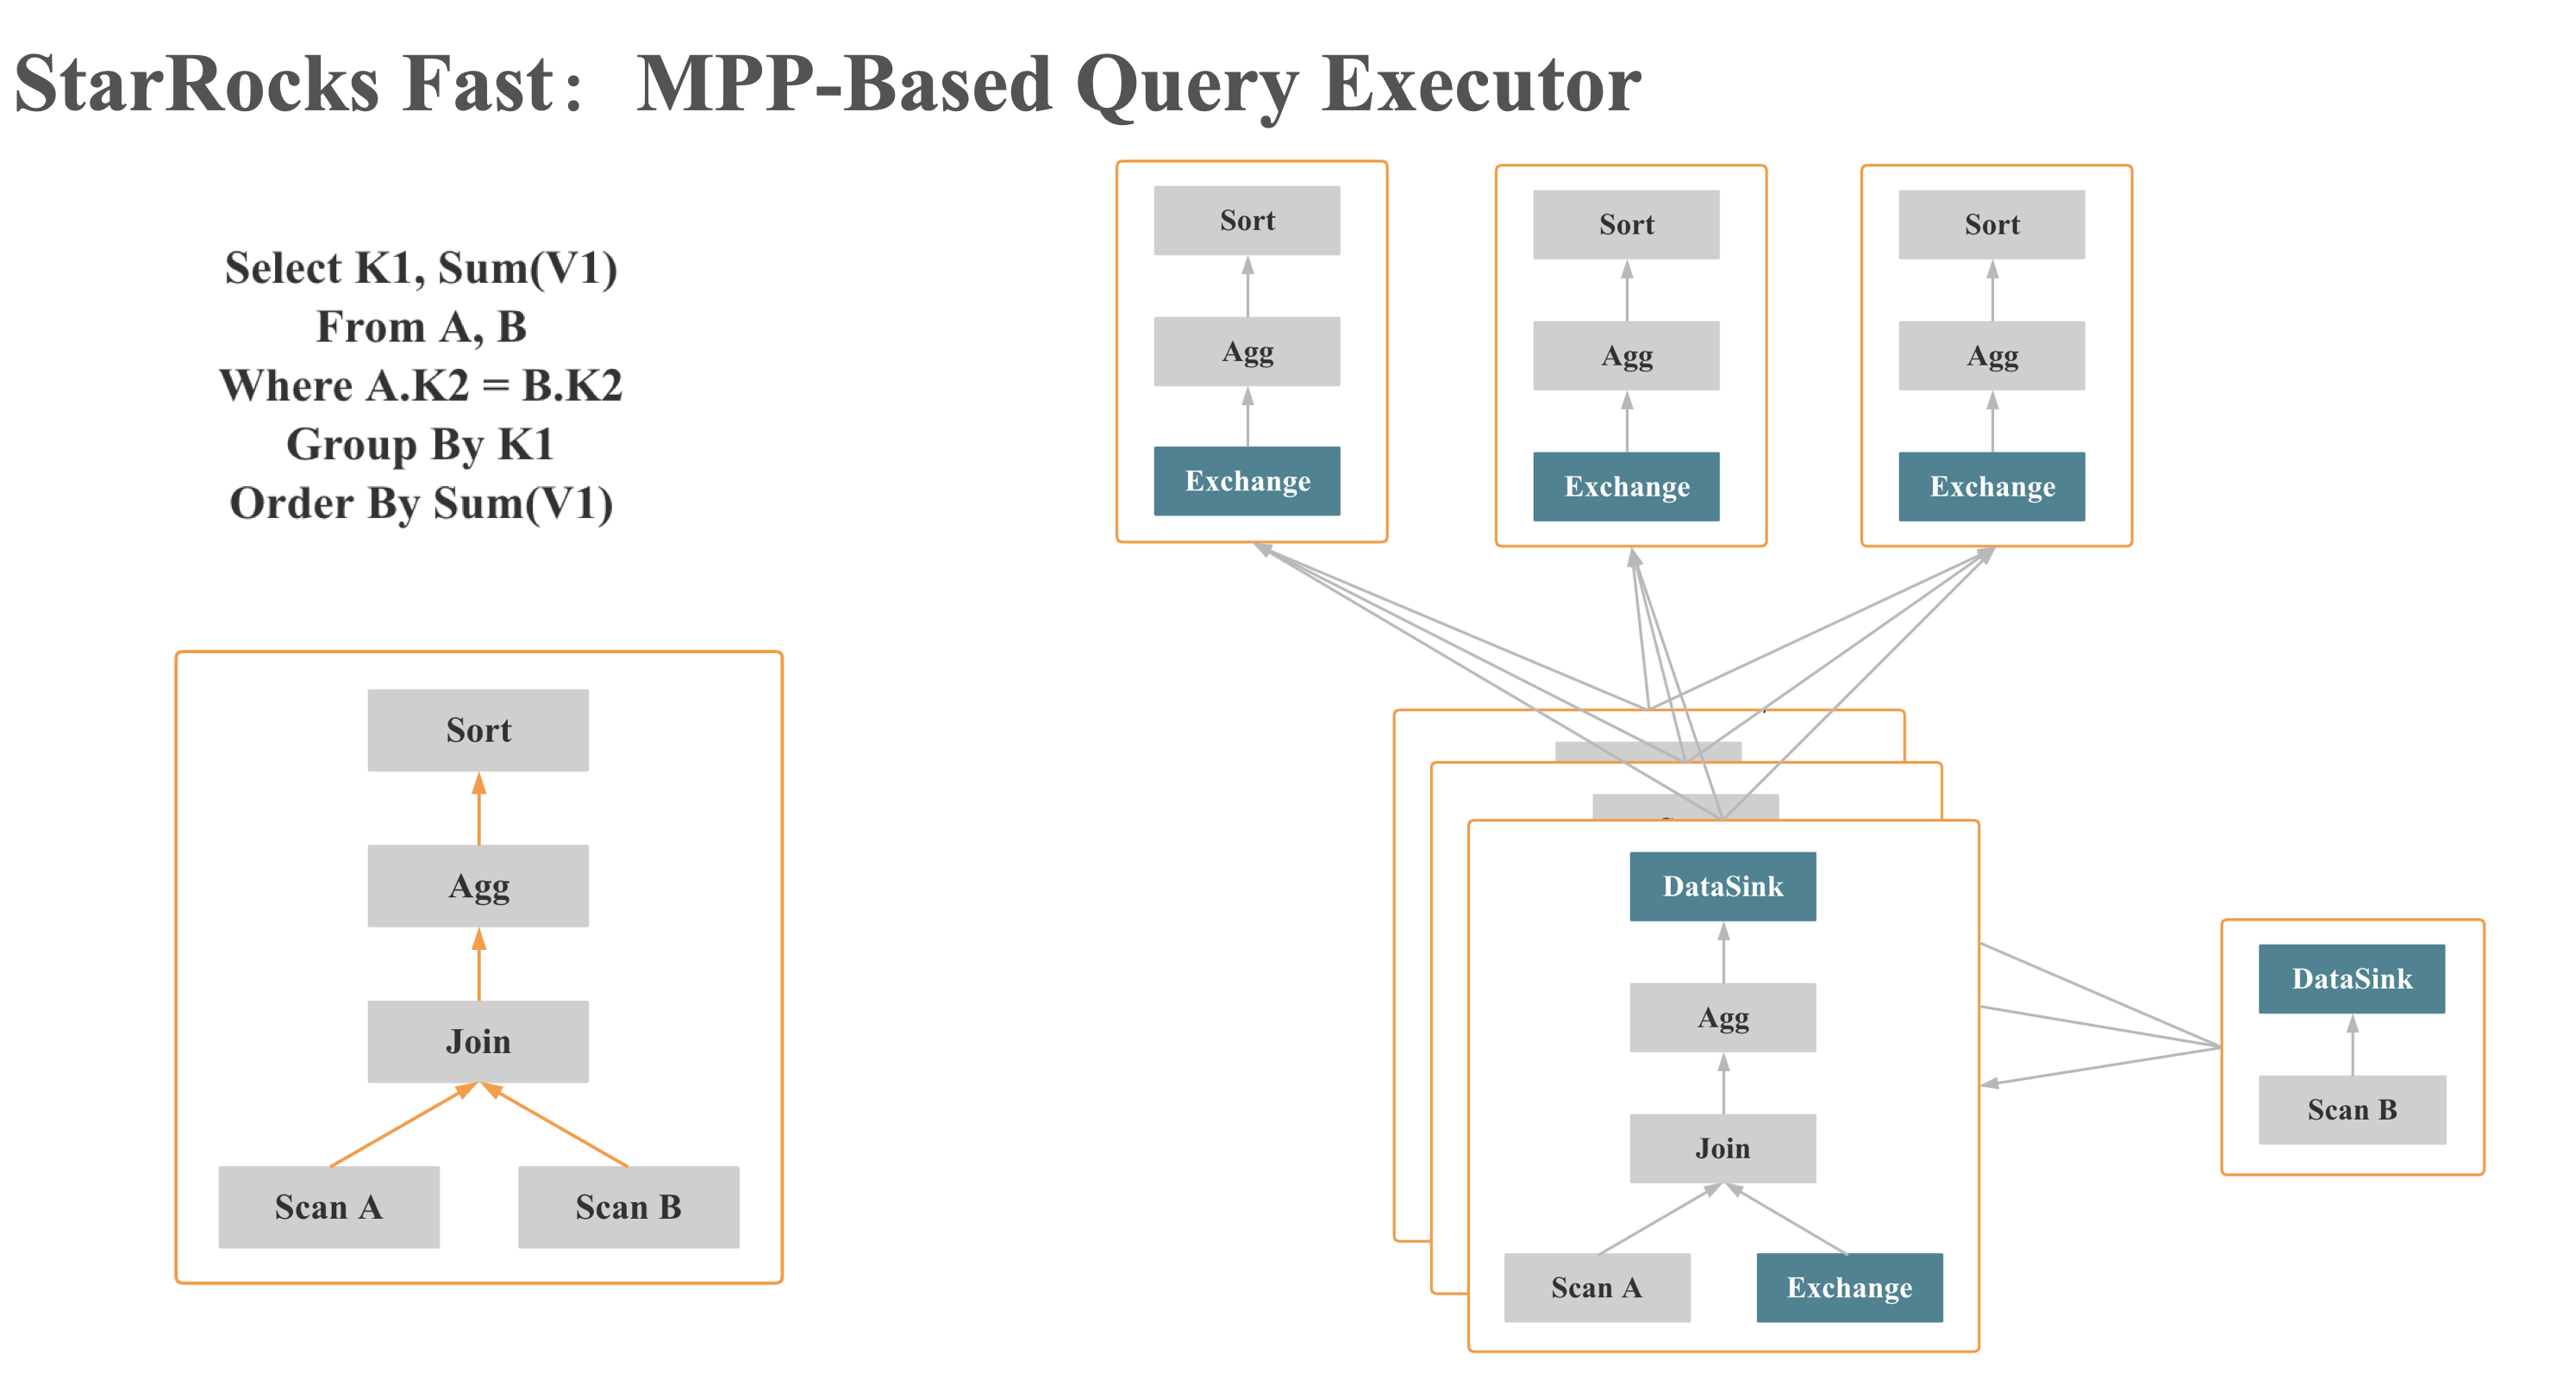 StarRocks Fast： MPP-Based Query Executor
Select K1, Sum(V1)
From A, B
Where A.K2 = B.K2
Group By K1
Order By Sum(V1)
Sort
Agg
Join
Scan A
Scan B
Sort
Agg
Exchange
Sort
Agg
Exchange
Sort
Agg
Exchange
DataSink
Agg
Join
Scan A
Exchange
DataSink
Scan B